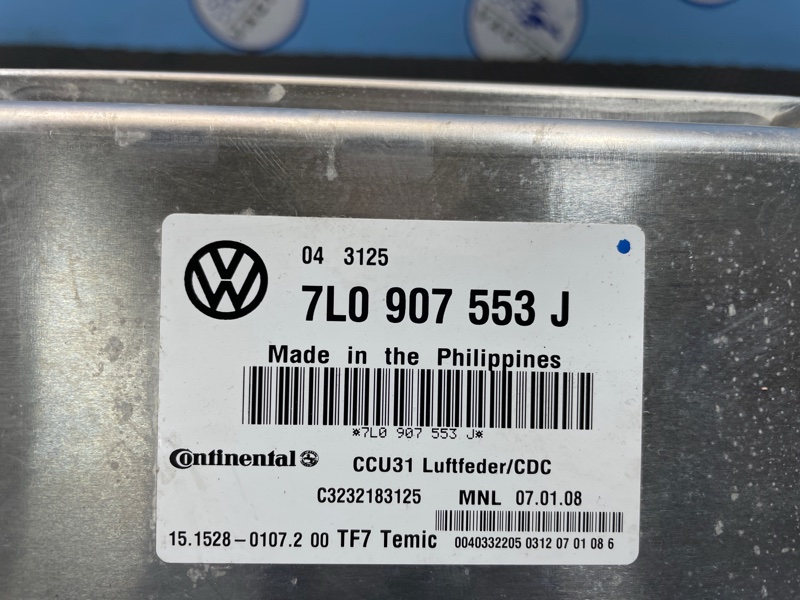 04 3125
7L0 907 553 J
Made in the Philippines
*7L0 907 553 J*
Continental CCU31 Luftfeder/CDC
C3232183125 MNL 07.01.08
15.1528-0107.2 00 TF7 Temic 0040332205 0312 07 01 08 6